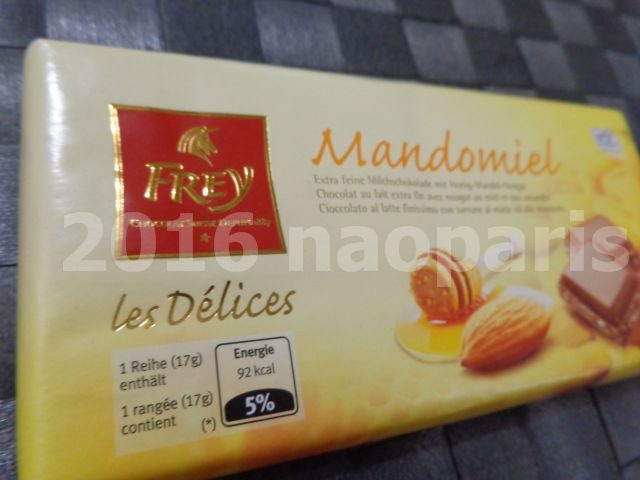 FREY
Chocolats Suisse
2016 naoparis
les Délices
Mandomiel
Extra feine Milchschokolade mit Honig-Mandel-Nougat
Chocolat au lait extra fin avec nougat au miel et aux amandes
Cioccolato al latte finissimo con torrone al miele ed alle mandorle
1 Reihe (17g)
enthält
1 rangée (17g)
contient (*)
Energie
92 kcal
5%